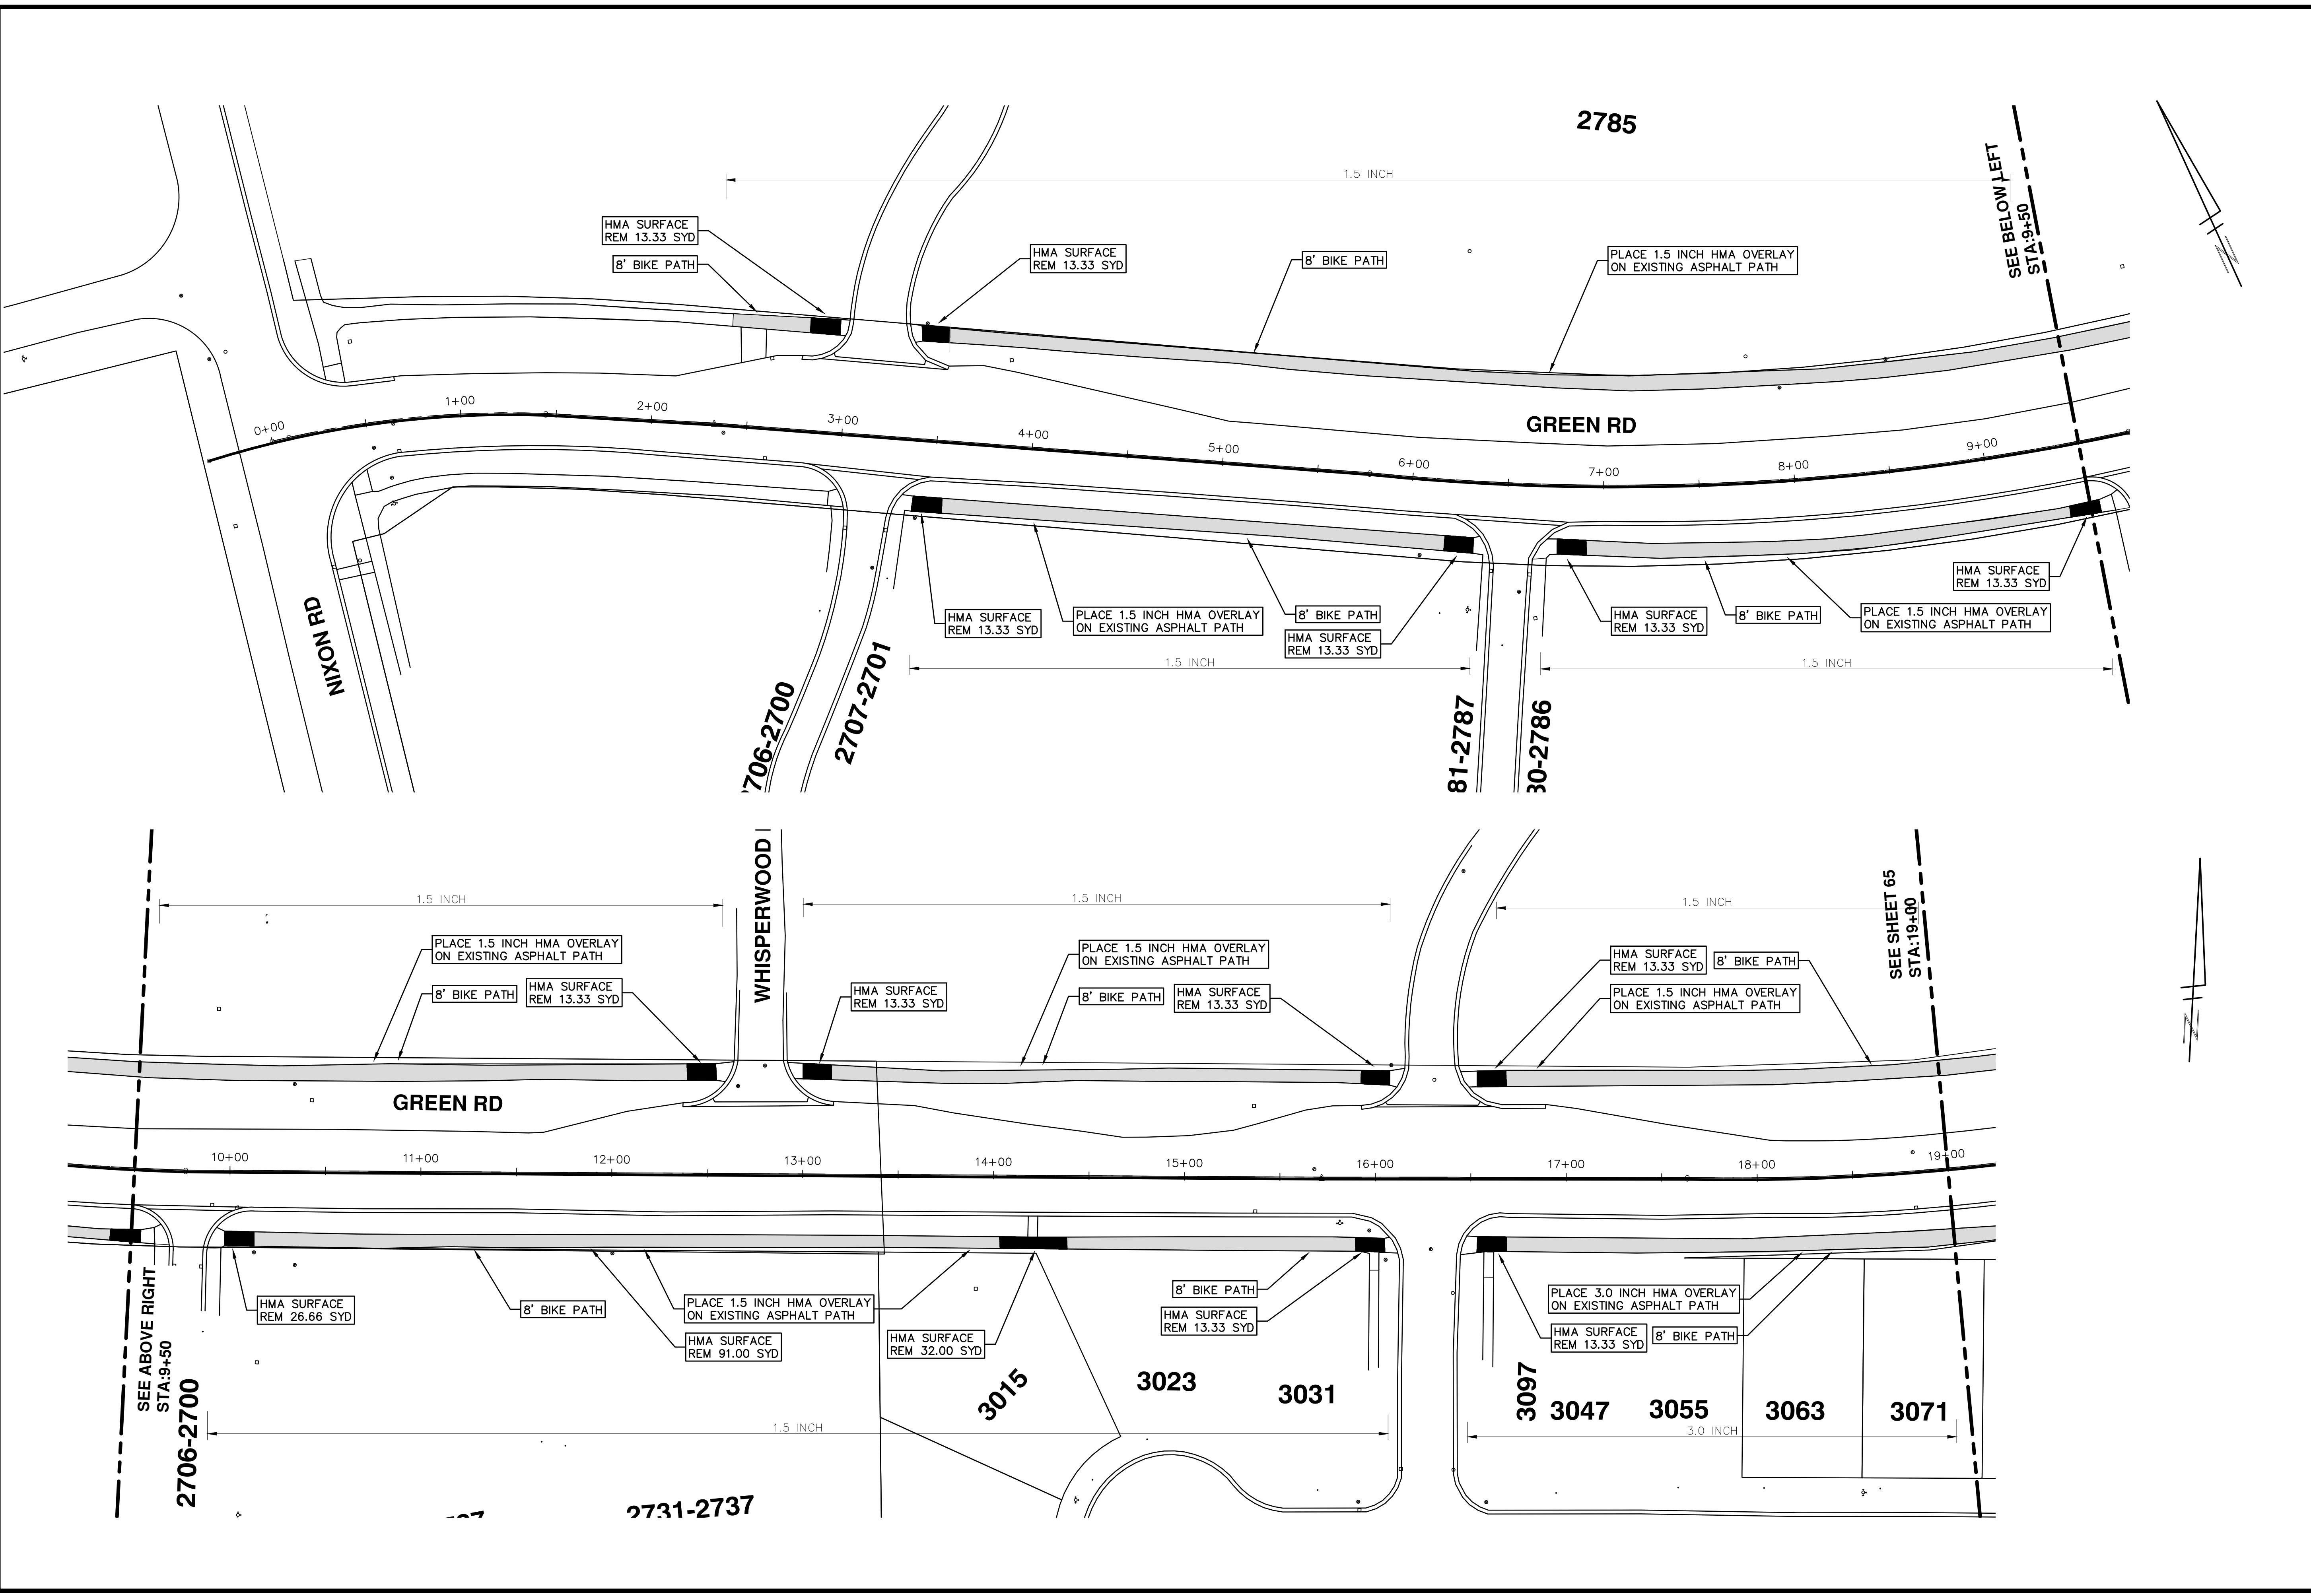 2785
1.5 INCH
SEE BELOW LEFT
STA:9+50
HMA SURFACE
REM 13.33 SYD
8' BIKE PATH
HMA SURFACE
REM 13.33 SYD
8' BIKE PATH
PLACE 1.5 INCH HMA OVERLAY
ON EXISTING ASPHALT PATH
N
0+00
1+00
2+00
3+00
4+00
5+00
6+00
7+00
8+00
9+00
GREEN RD
NIXON RD
HMA SURFACE
REM 13.33 SYD
PLACE 1.5 INCH HMA OVERLAY
ON EXISTING ASPHALT PATH
8' BIKE PATH
HMA SURFACE
REM 13.33 SYD
HMA SURFACE
REM 13.33 SYD
8' BIKE PATH
HMA SURFACE
REM 13.33 SYD
PLACE 1.5 INCH HMA OVERLAY
ON EXISTING ASPHALT PATH
1.5 INCH
1.5 INCH
2706-2700
2707-2701
81-2787
80-2786
1.5 INCH
WHISPERWOOD
1.5 INCH
1.5 INCH
SEE SHEET 65
STA:19+00
PLACE 1.5 INCH HMA OVERLAY
ON EXISTING ASPHALT PATH
8' BIKE PATH
HMA SURFACE
REM 13.33 SYD
HMA SURFACE
REM 13.33 SYD
PLACE 1.5 INCH HMA OVERLAY
ON EXISTING ASPHALT PATH
8' BIKE PATH
HMA SURFACE
REM 13.33 SYD
HMA SURFACE
REM 13.33 SYD
8' BIKE PATH
PLACE 1.5 INCH HMA OVERLAY
ON EXISTING ASPHALT PATH
N
GREEN RD
10+00
11+00
12+00
13+00
14+00
15+00
16+00
17+00
18+00
19+00
SEE ABOVE RIGHT
STA:9+50
2706-2700
HMA SURFACE
REM 26.66 SYD
8' BIKE PATH
PLACE 1.5 INCH HMA OVERLAY
ON EXISTING ASPHALT PATH
HMA SURFACE
REM 91.00 SYD
HMA SURFACE
REM 32.00 SYD
8' BIKE PATH
HMA SURFACE
REM 13.33 SYD
PLACE 3.0 INCH HMA OVERLAY
ON EXISTING ASPHALT PATH
HMA SURFACE
REM 13.33 SYD
8' BIKE PATH
3015
3023
3031
3097
3047
3055
3063
3071
1.5 INCH
3.0 INCH
2731-2737